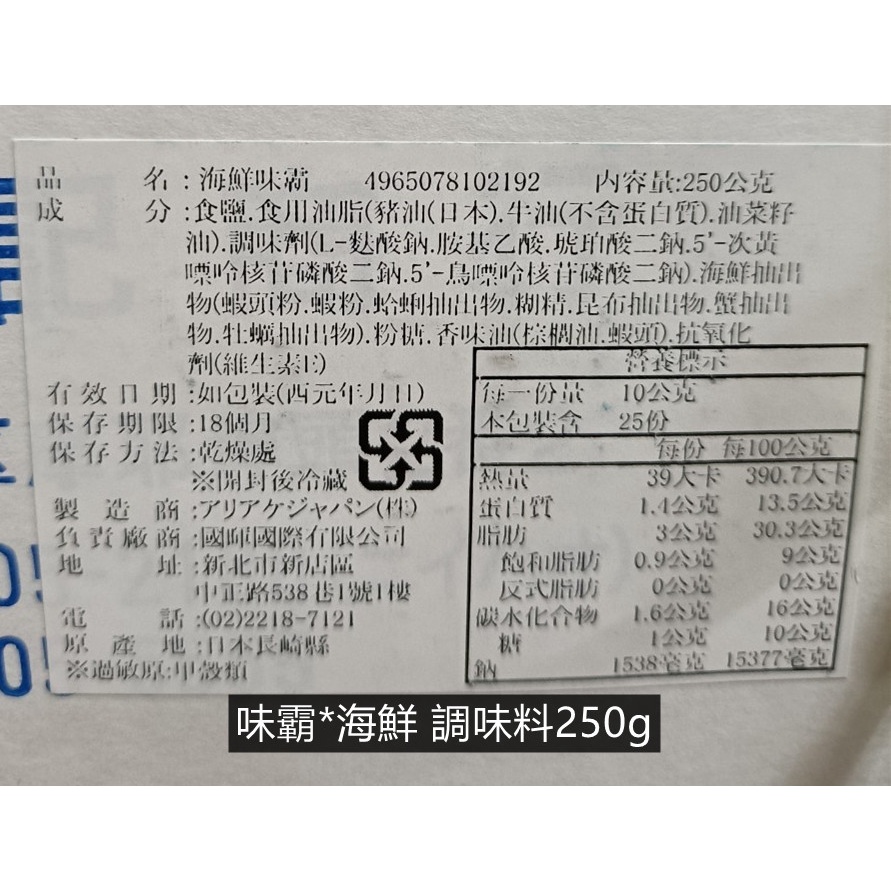 品 名：海鮮味霸 4965078102192 內容量:250公克
成 分：食鹽.食用油脂(豬油(日本).牛油(不含蛋白質).油菜籽
油).調味劑(L-麩酸鈉.胺基乙酸.琥珀酸二鈉.5'-次黃
嘌呤核苷磷酸二鈉.5'-鳥嘌呤核苷磷酸二鈉).海鮮抽出
物(蝦頭粉.蝦粉.蛤蜊抽出物.糊精.昆布抽出物.蟹抽出
物.牡蠣抽出物).粉糖.香味油(棕櫚油.蝦頭).抗氧化
劑(維生素E)
有效日期:如包裝(西元年月日)
保存期限:18個月
保存方法:乾燥處
※開封後冷藏
製造商:アリアケジャパン(株)
負責廠商:國暉國際有限公司
地 址:新北市新店區
中正路538巷1號1樓
電 話:(02)2218-7121
原 產 地:日本長崎縣
※過敏原:甲殼類
營養標示
每一份量 10公克
本包裝含 25份
每份 每100公克
熱量 39大卡 390.7大卡
蛋白質 1.4公克 13.5公克
脂肪 3公克 30.3公克
飽和脂肪 0.9公克 9公克
反式脂肪 0公克 0公克
碳水化合物 1.6公克 16公克
糖 1公克 10公克
鈉 1538毫克 15377毫克
味霸*海鮮 調味料250g